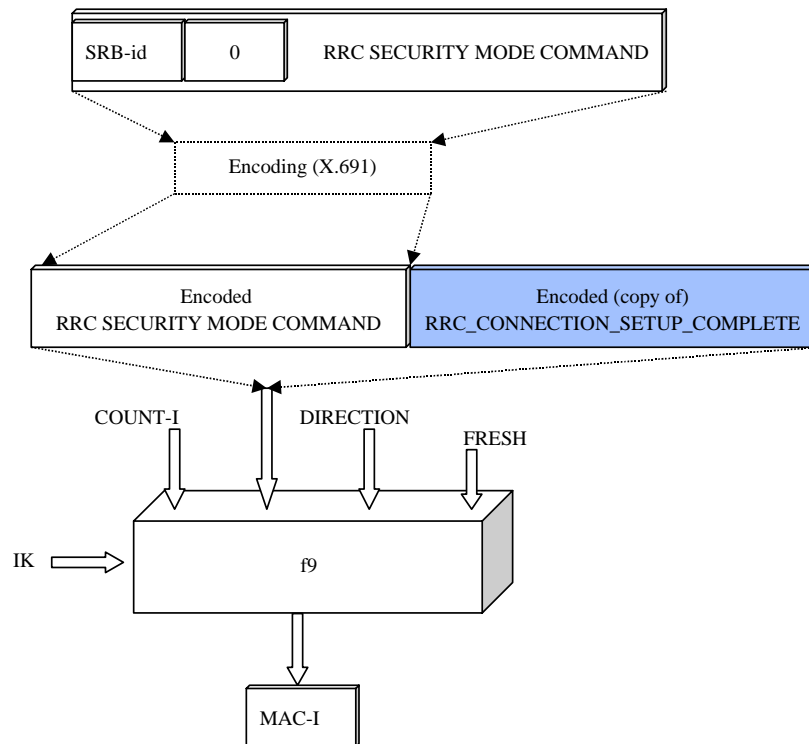 SRB-id 0 RRC SECURITY MODE COMMAND
Encoding (X.691)
Encoded
RRC SECURITY MODE COMMAND
Encoded (copy of)
RRC_CONNECTION_SETUP_COMPLETE
COUNT-I
DIRECTION
FRESH
IK
f9
MAC-I